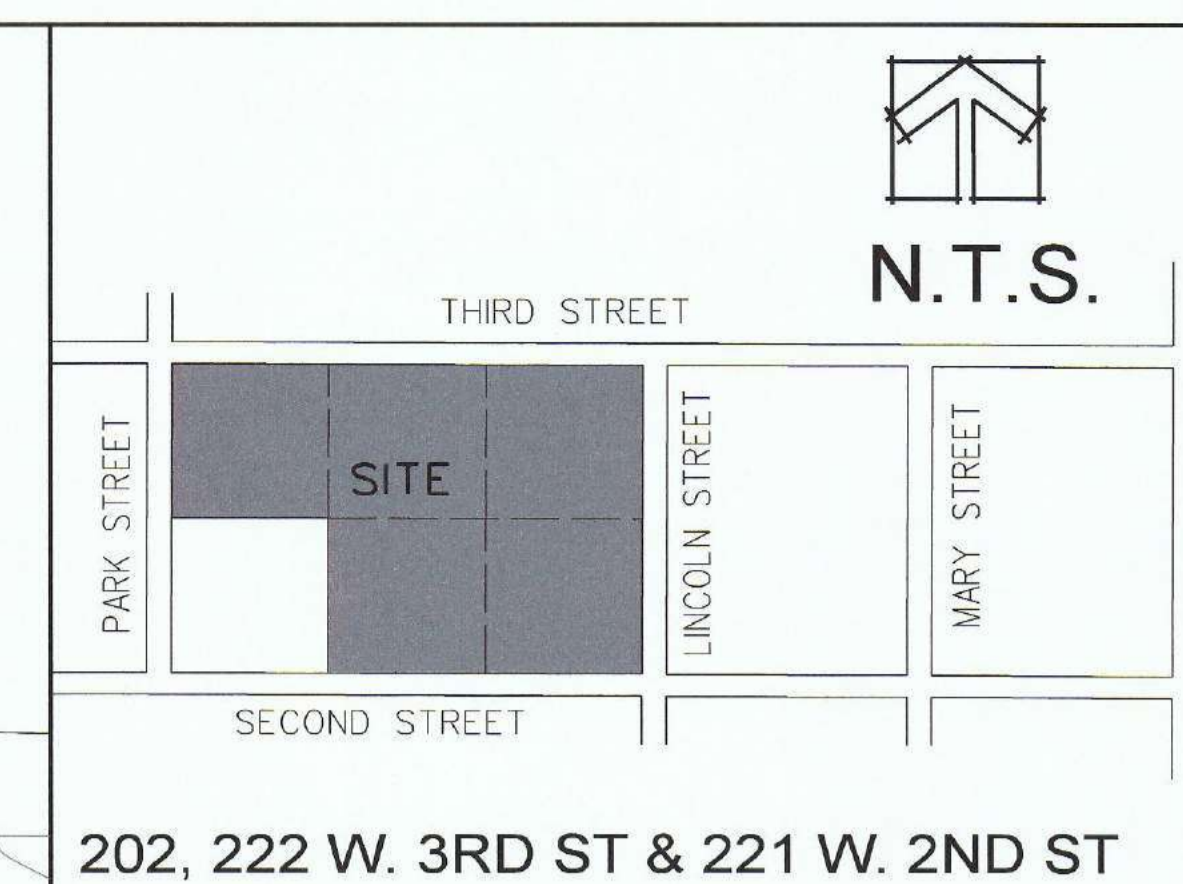 N.T.S.
THIRD STREET
PARK STREET
SITE
LINCOLN STREET
MARY STREET
SECOND STREET
202, 222 W. 3RD ST & 221 W. 2ND ST